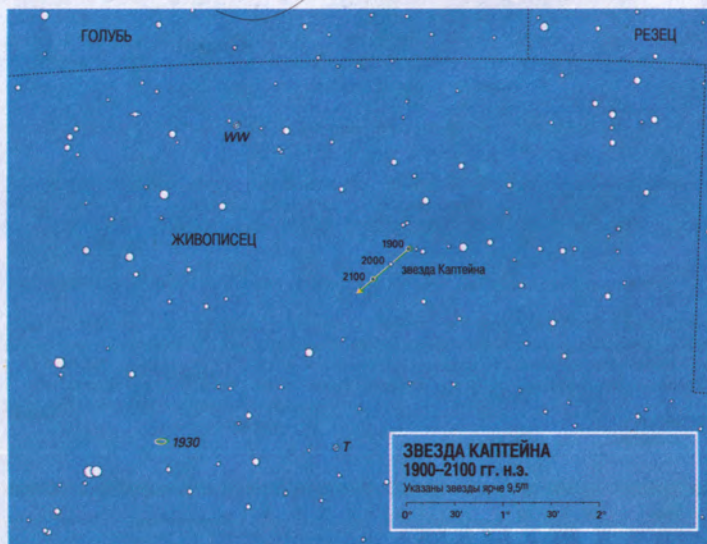 ГОЛУБЬ
РЕЗЕЦ
WW
ЖИВОПИСЕЦ
1900
2000
звезда Каптейна
2100
1930
T
ЗВЕЗДА КАПТЕЙНА
1900–2100 гг. н.э.
Указаны звезды ярче 9,5ᵐ
0° 30' 1° 30' 2°